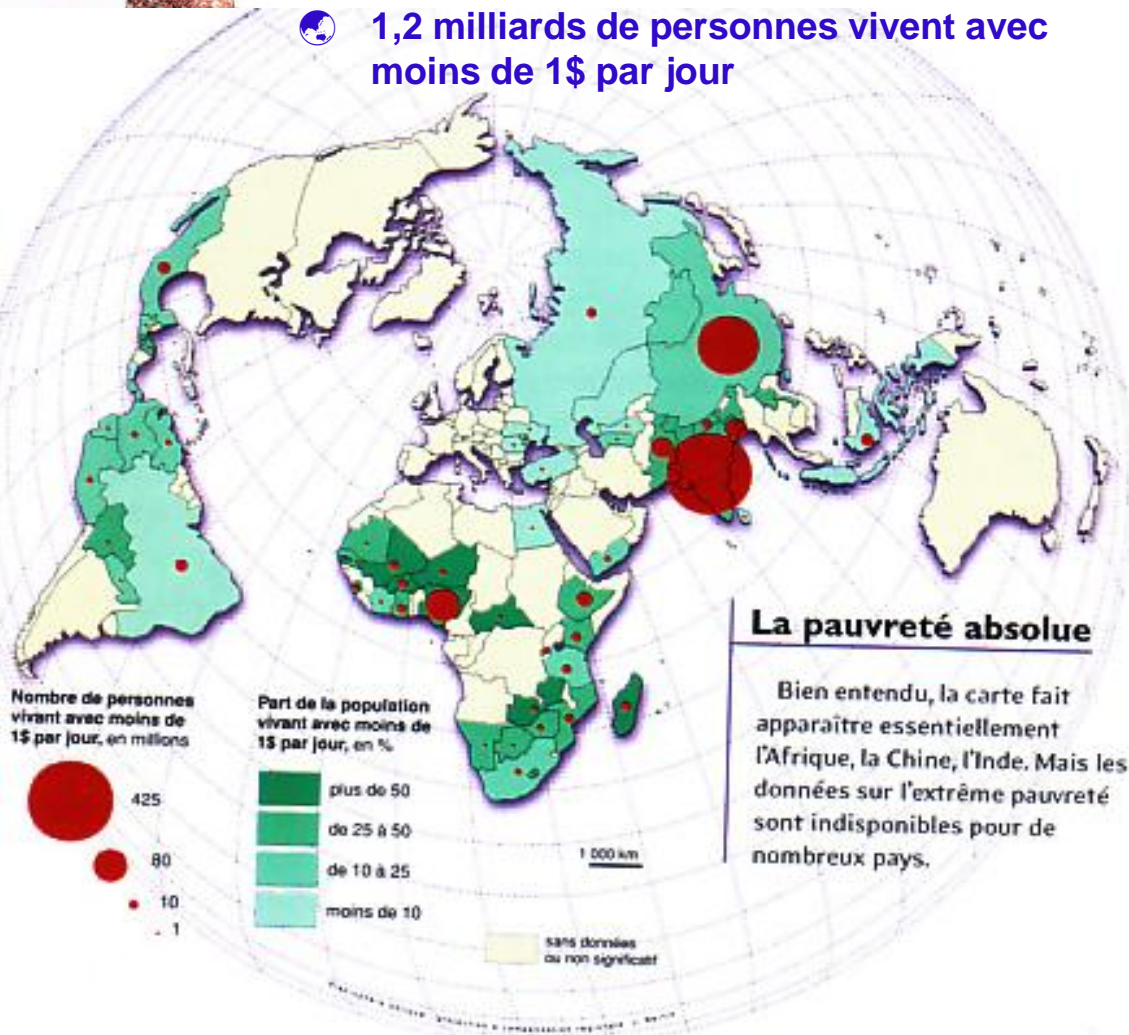 1,2 milliards de personnes vivent avec
moins de 1$ par jour
La pauvreté absolue
Bien entendu, la carte fait
apparaître essentiellement
l'Afrique, la Chine, l'Inde. Mais les
données sur l'extrême pauvreté
sont indisponibles pour de
nombreux pays.
Nombre de personnes
vivant avec moins de
1$ par jour, en millions
425
80
10
1
Part de la population
vivant avec moins de
1$ par jour, en %
plus de 50
de 25 à 50
de 10 à 25
moins de 10
1 000 km
sans données
ou non significatif